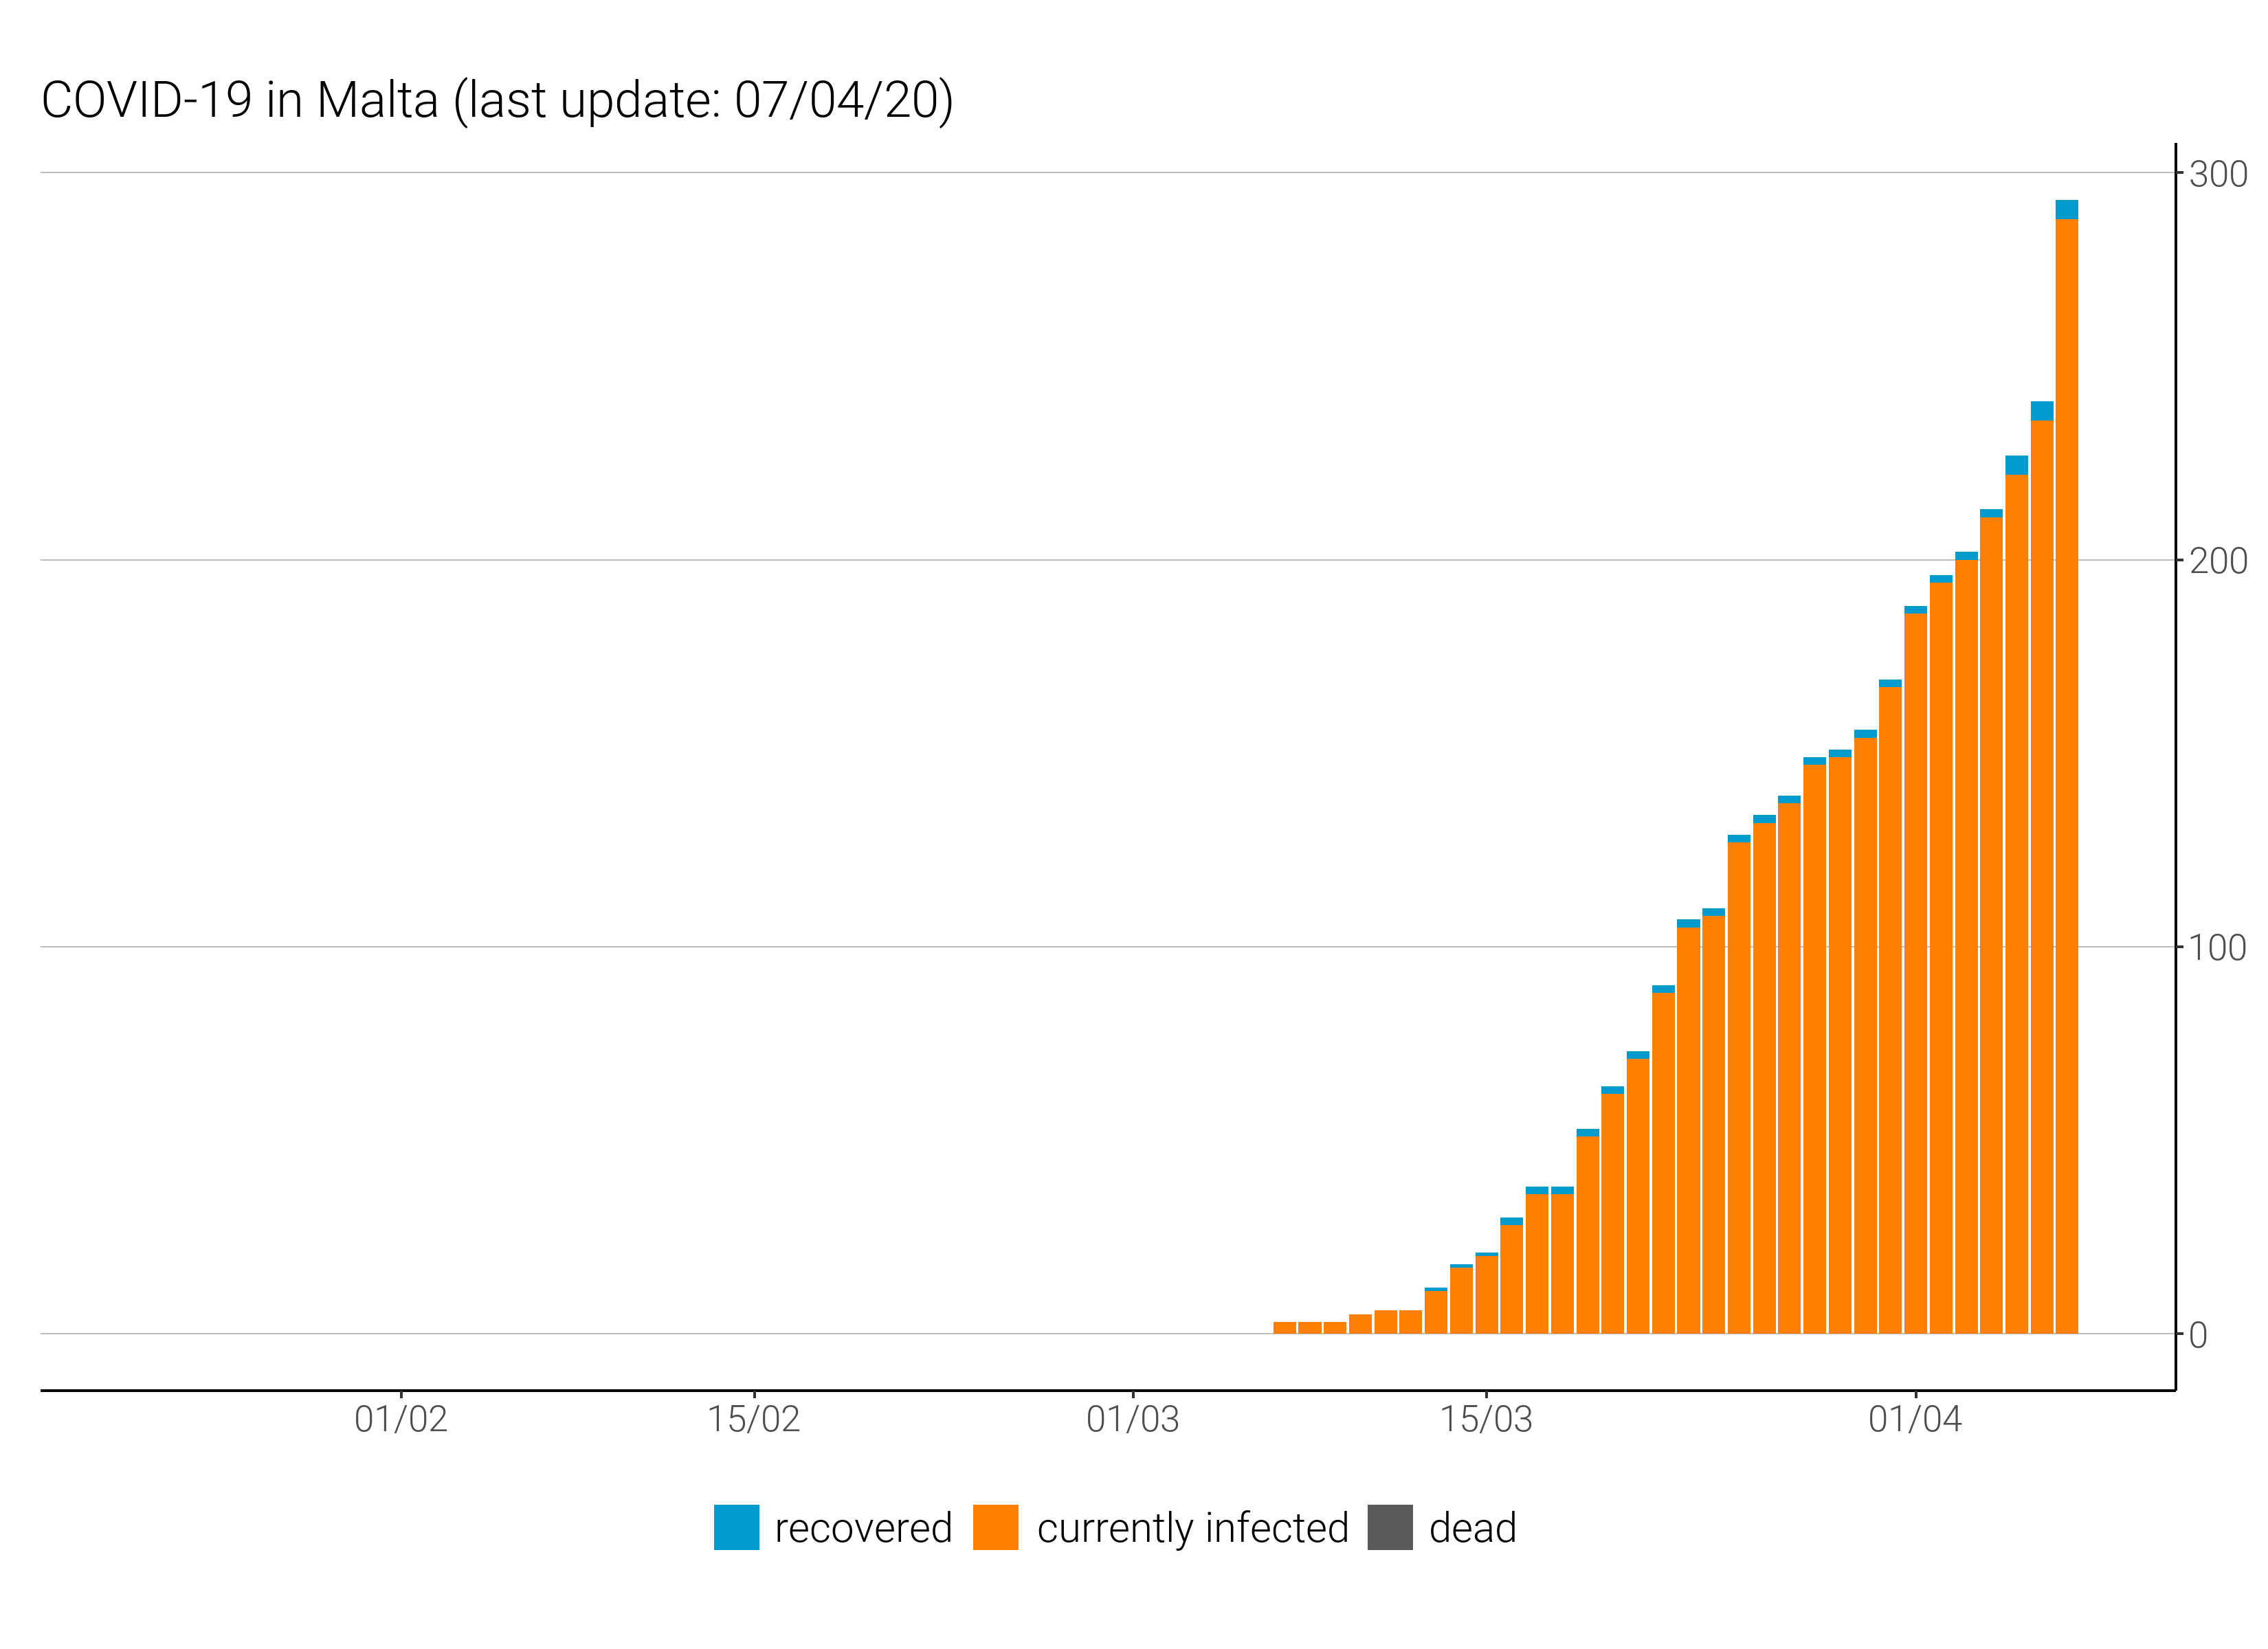 COVID-19 in Malta (last update: 07/04/20)
300
200
100
0
01/02 15/02 01/03 15/03 01/04
recovered currently infected dead